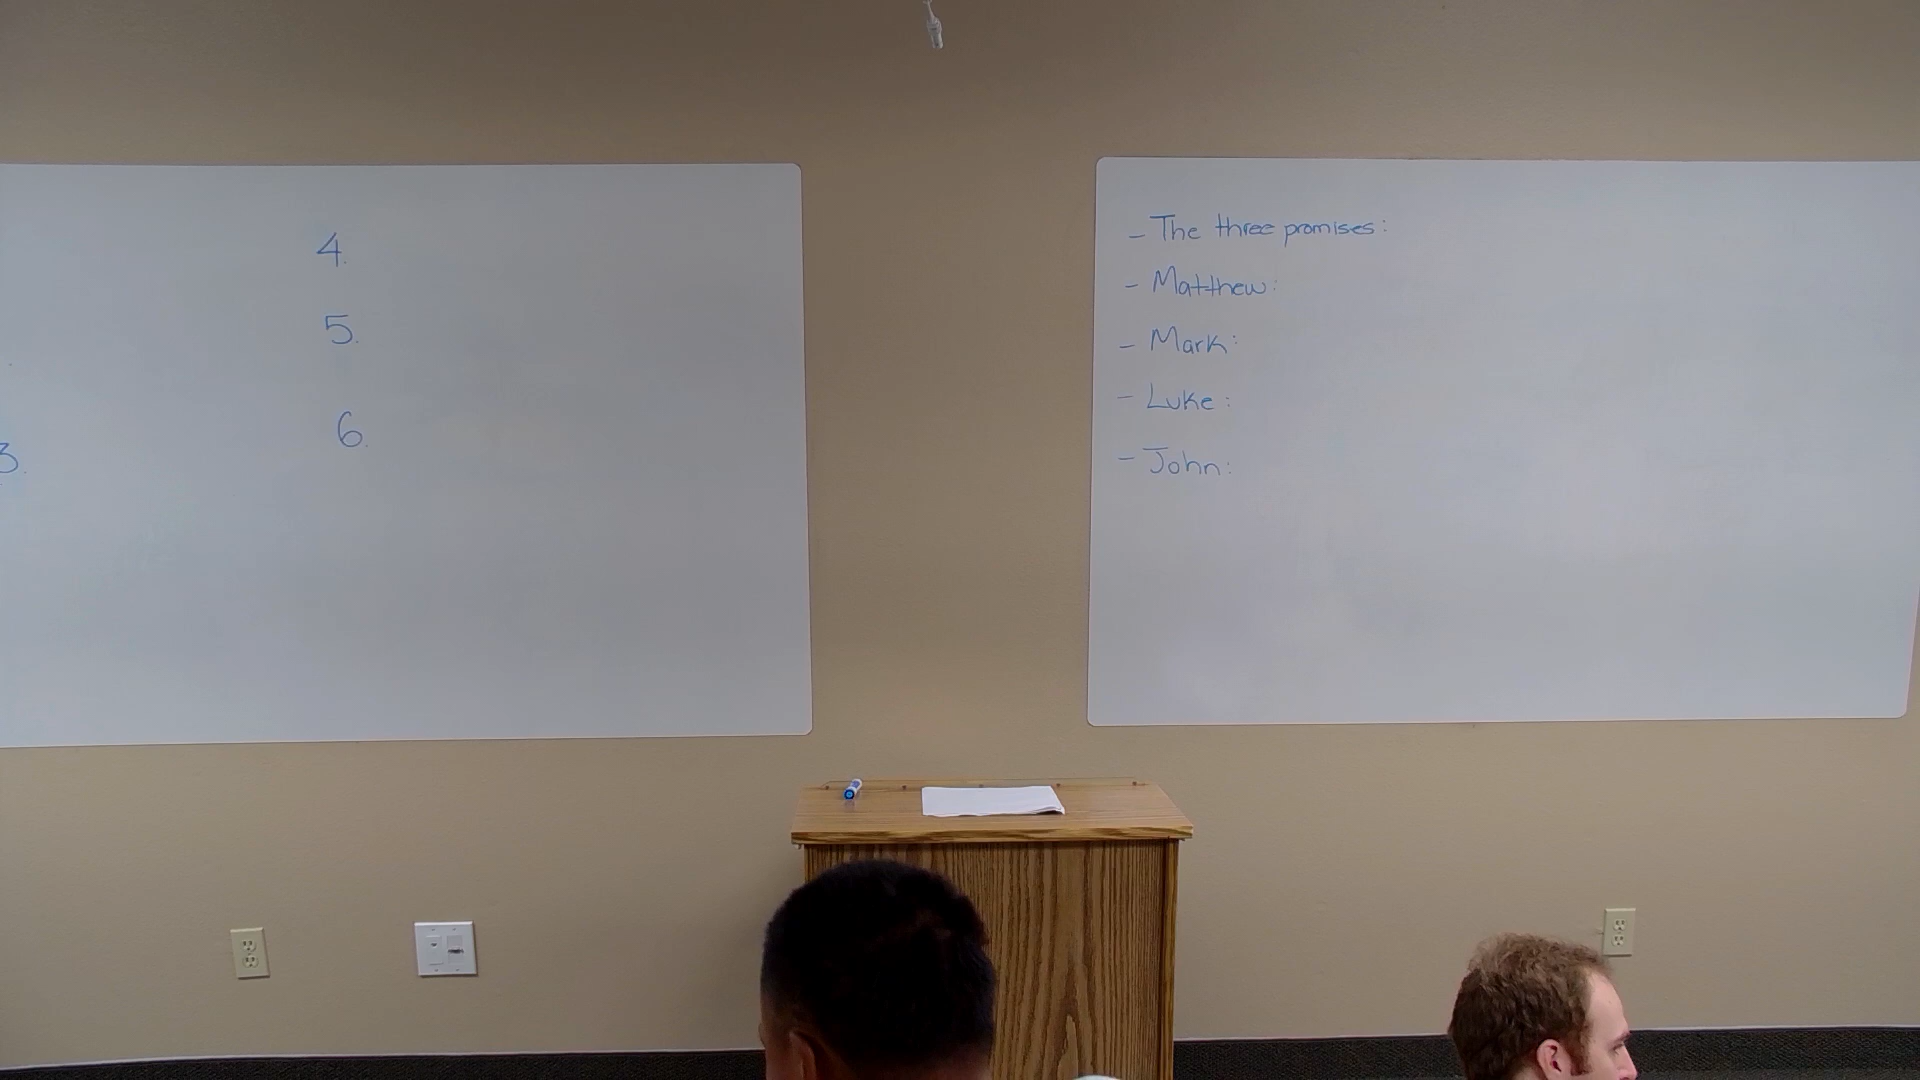 4.
5.
3.
6.
- The three promises:
- Matthew:
- Mark:
- Luke:
- John: